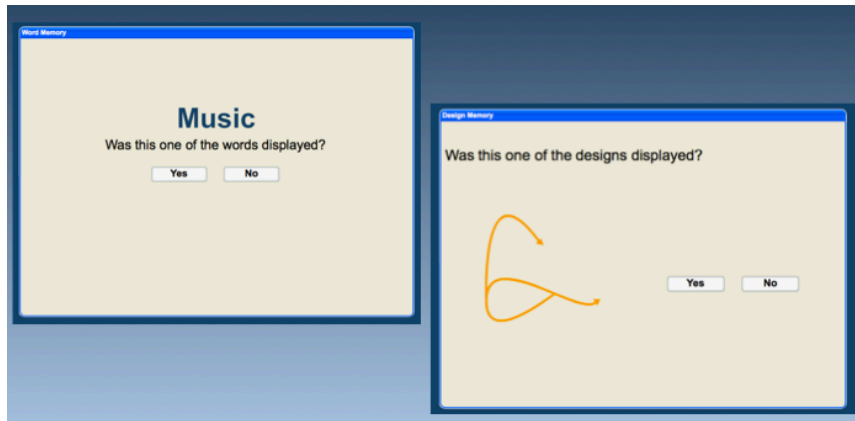 Word Memory
Music
Was this one of the words displayed?
Yes No
Design Memory
Was this one of the designs displayed?
Yes No